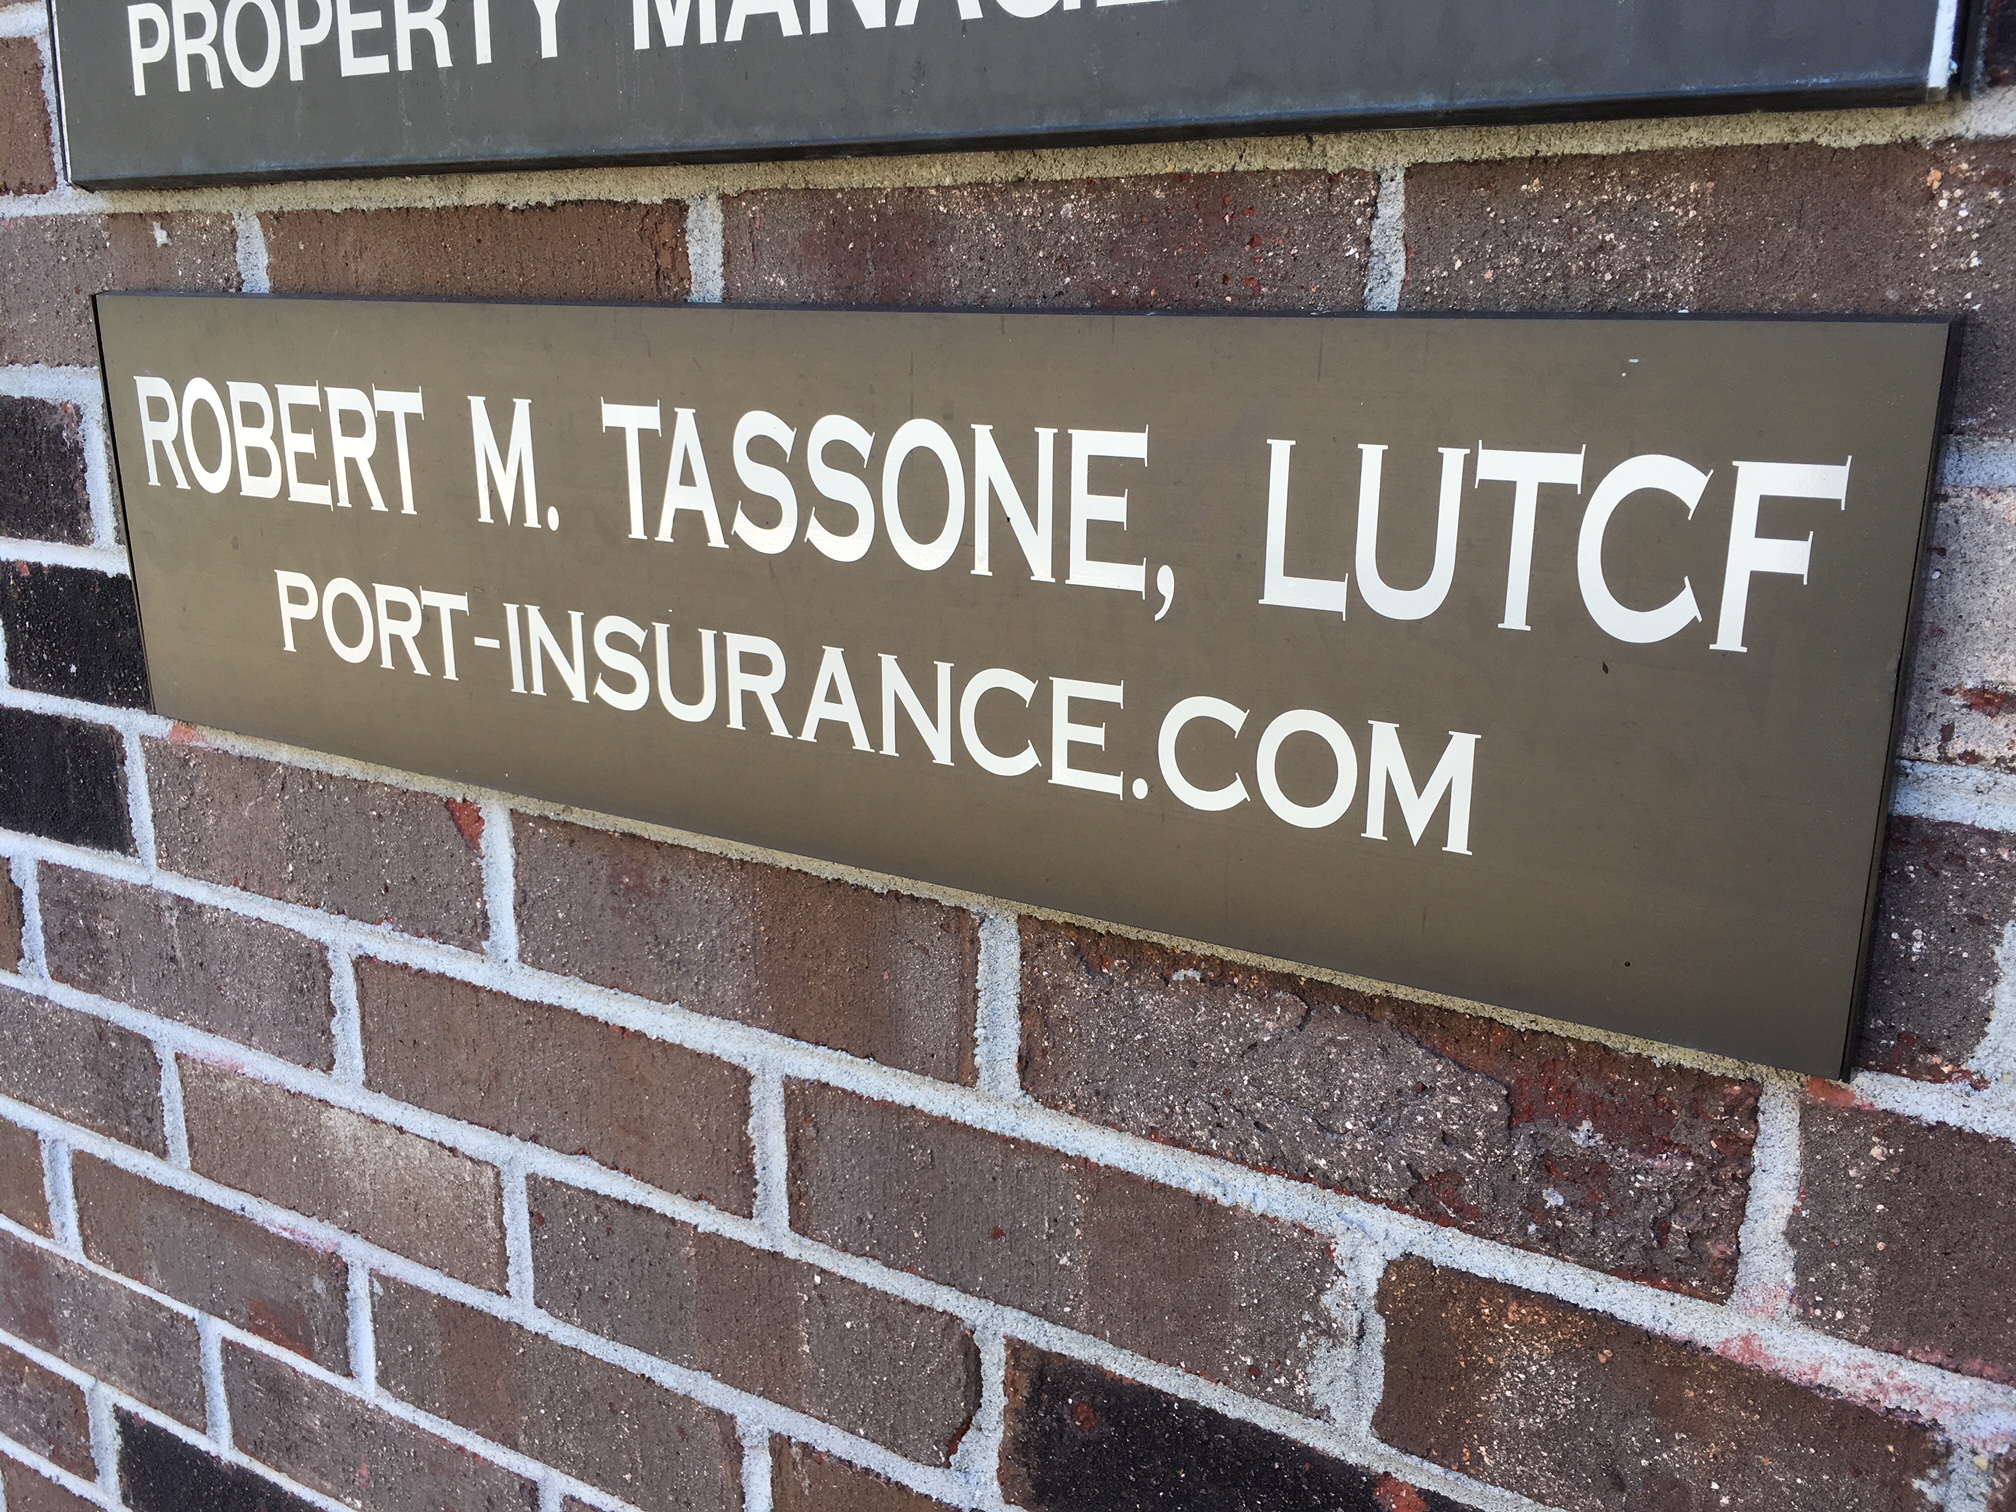 PROPERTY
ROBERT M. TASSONE, LUTCF
PORT-INSURANCE.COM